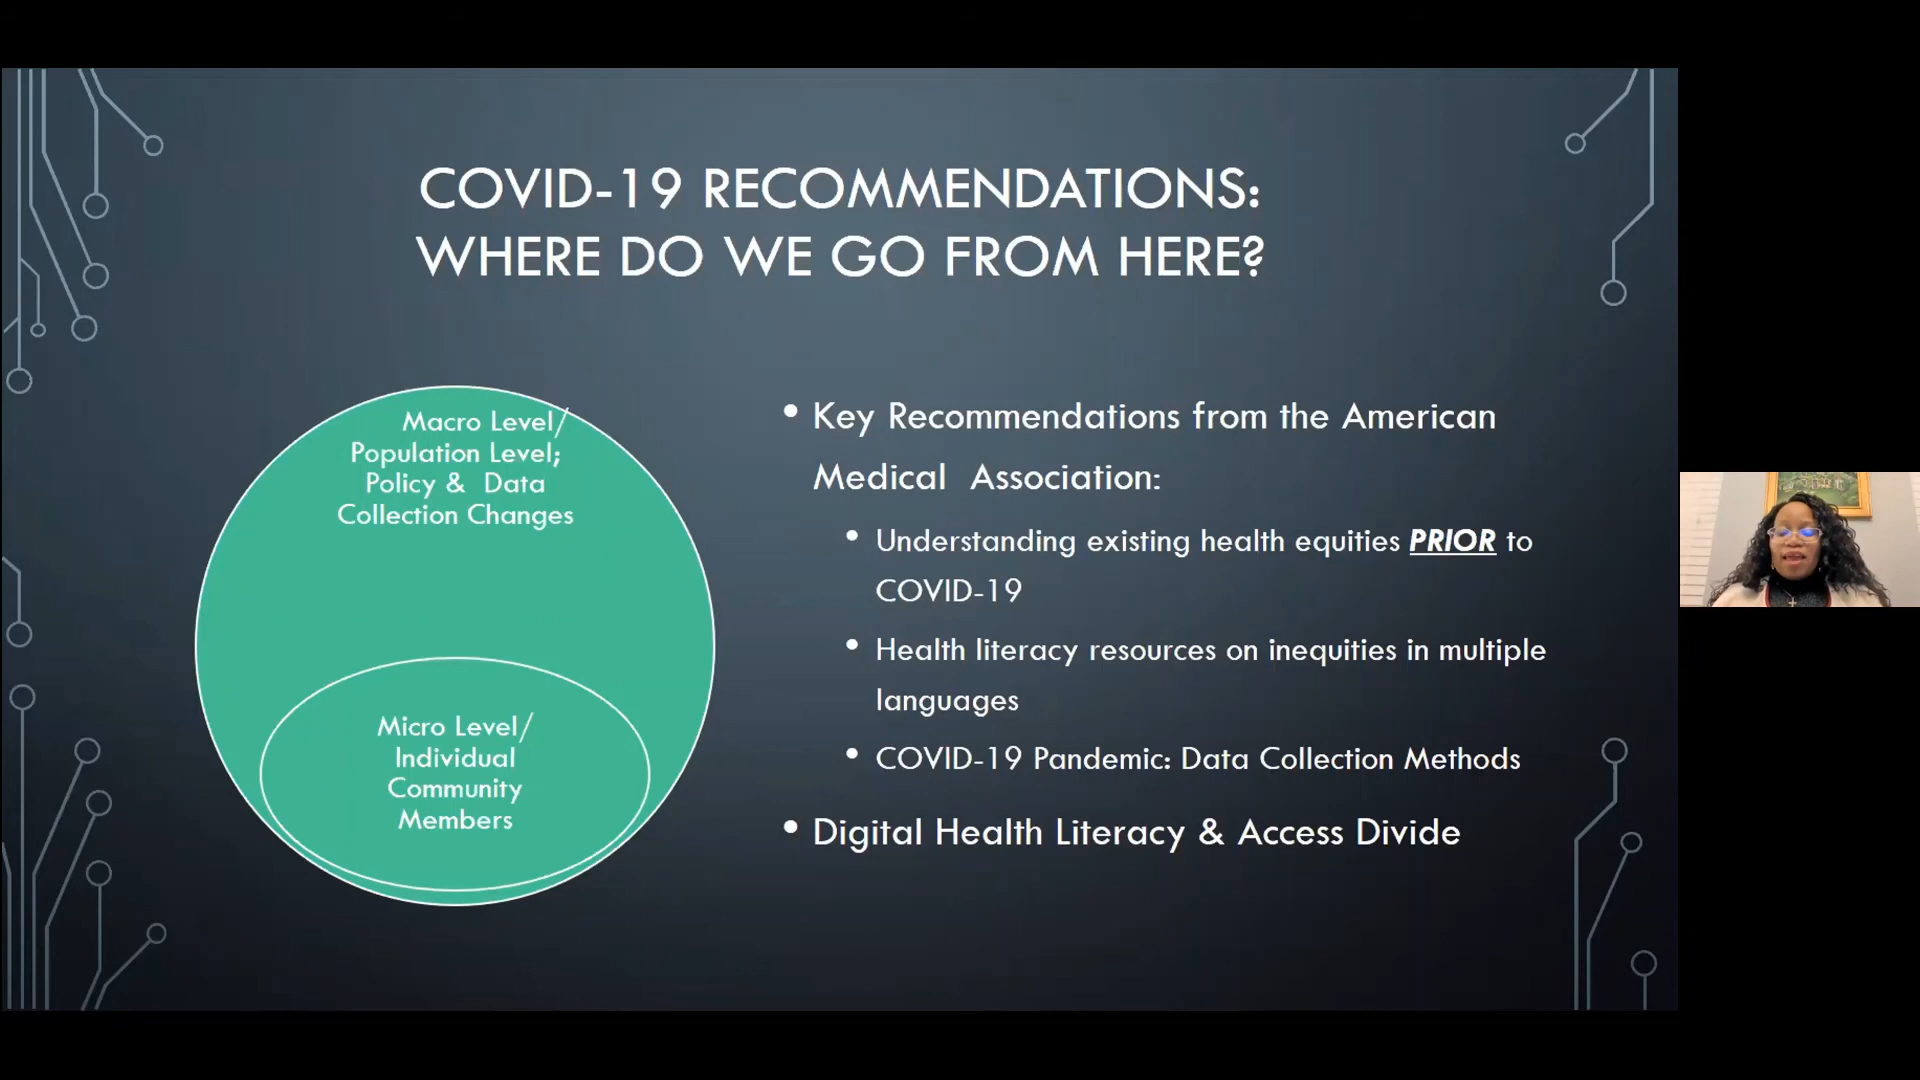 COVID-19 RECOMMENDATIONS:
WHERE DO WE GO FROM HERE?
Macro Level/
Population Level;
Policy & Data
Collection Changes
Micro Level/
Individual
Community
Members
• Key Recommendations from the American
Medical Association:
• Understanding existing health equities PRIOR to
COVID-19
• Health literacy resources on inequities in multiple
languages
• COVID-19 Pandemic: Data Collection Methods
• Digital Health Literacy & Access Divide